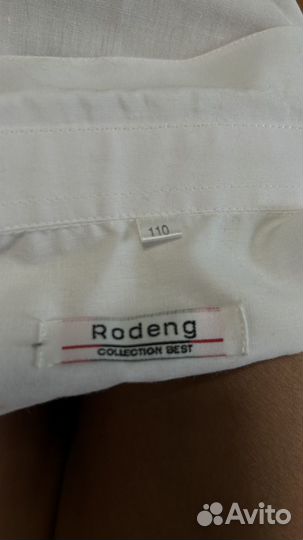 110
Rodeng
COLLECTION BEST
Avito